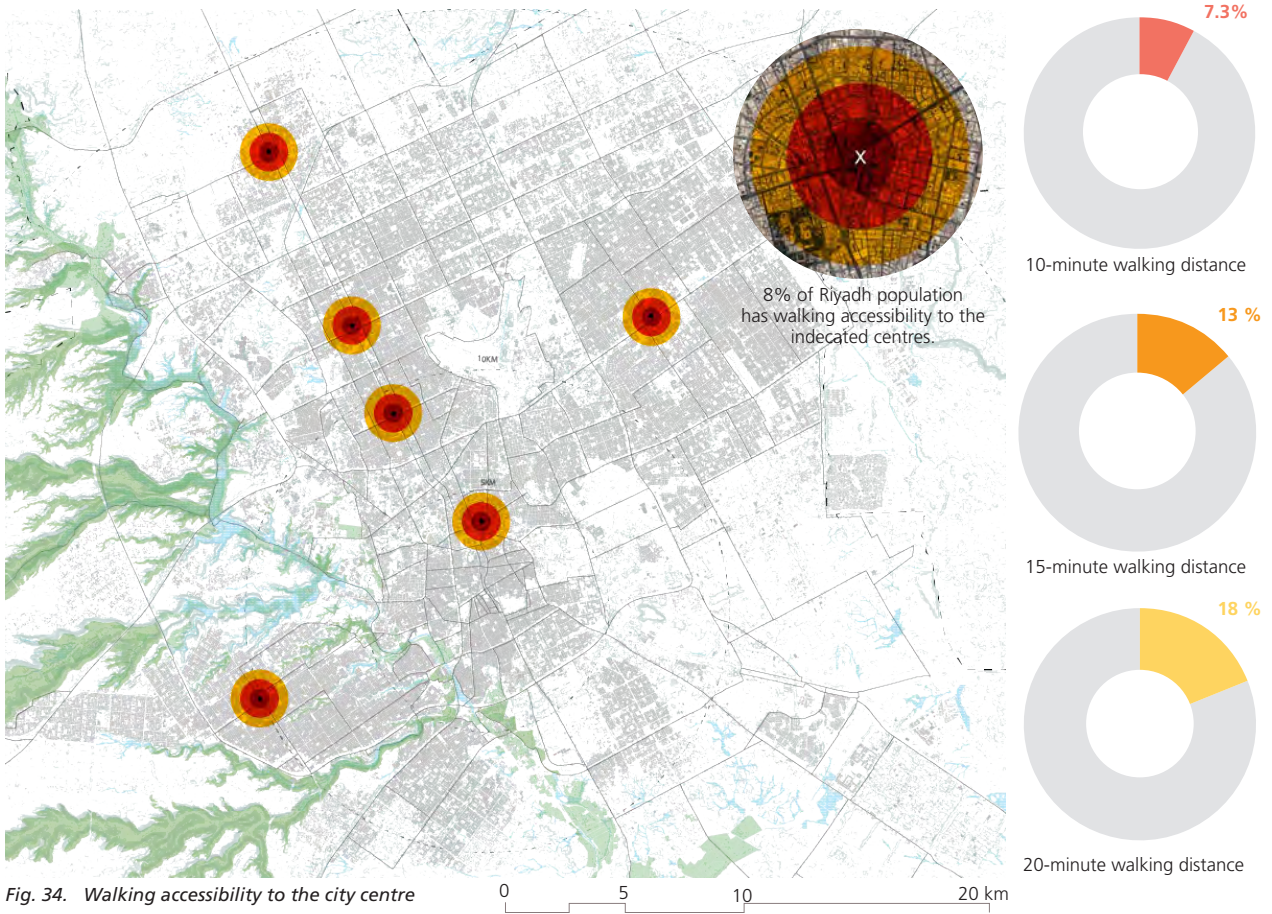 7.3%
10-minute walking distance
X
8% of Riyadh population
has walking accessibility to the
indecated centres.
13 %
15-minute walking distance
10KM
5KM
18 %
20-minute walking distance
Fig. 34. Walking accessibility to the city centre
0 5 10 20 km